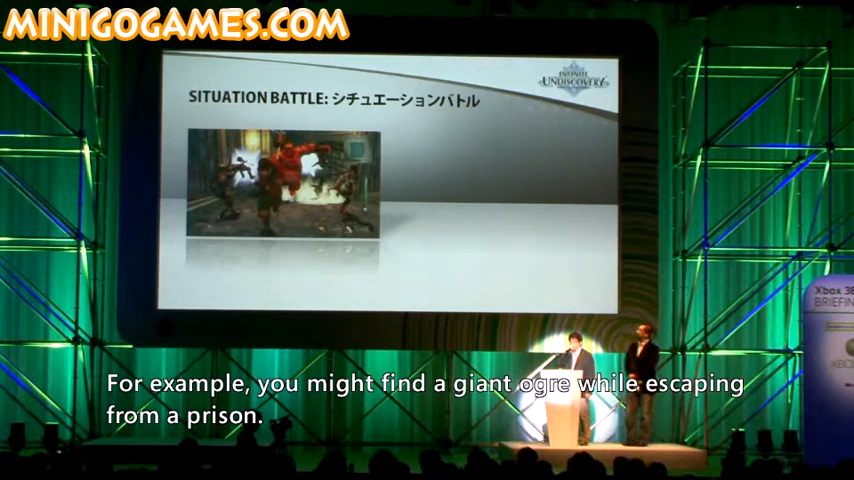 MINIGOGAMES.COM
INFINITE
UNDISCOVERY
SITUATION BATTLE: シチュエーションバトル
Xbox 36
BRIEFIN
XBOX
For example, you might find a giant ogre while escaping
from a prison.